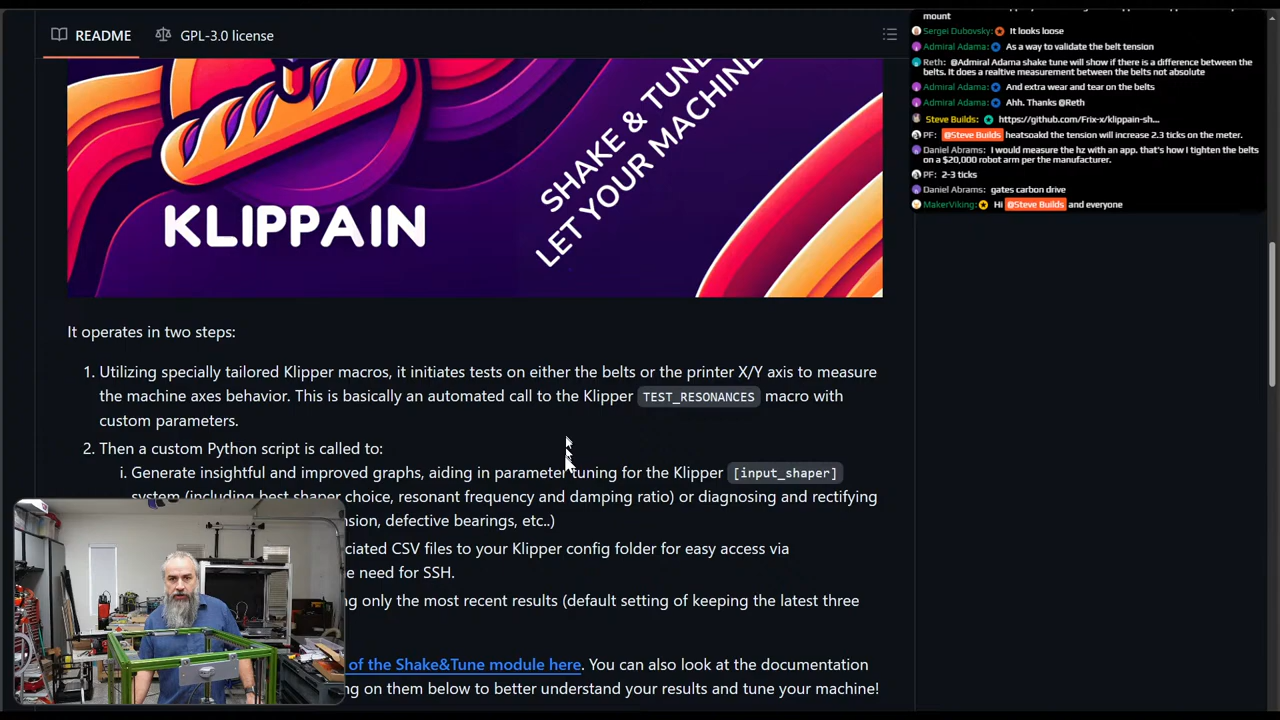 README
GPL-3.0 license
SHAKE & TUNE
LET YOUR MACHINE
KLIPPAIN
It operates in two steps:
1. Utilizing specially tailored Klipper macros, it initiates tests on either the belts or the printer X/Y axis to measure
the machine axes behavior. This is basically an automated call to the Klipper TEST_RESONANCES macro with
custom parameters.
2. Then a custom Python script is called to:
i. Generate insightful and improved graphs, aiding in parameter tuning for the Klipper [input_shaper]
system (including best shaper choice, resonant frequency and damping ratio) or diagnosing and rectifying
nsion, defective bearings, etc..)
ociated CSV files to your Klipper config folder for easy access via
e need for SSH.
ng only the most recent results (default setting of keeping the latest three
of the Shake&Tune module here. You can also look at the documentation
ng on them below to better understand your results and tune your machine!
mount
Sergei Dubovsky: It looks loose
Admiral Adama: As a way to validate the belt tension
Reth: @Admiral Adama shake tune will show if there is a difference between the
belts. It does a realtive measurement between the belts not absolute
Admiral Adama: And extra wear and tear on the belts
Admiral Adama: Ahh. Thanks @Reth
Steve Builds: https://github.com/Frix-x/klippain-sh...
PF: @Steve Builds heatsoakd the tension will increase 2.3 ticks on the meter.
Daniel Abrams: I would measure the hz with an app. that's how I tighten the belts
on a $20,000 robot arm per the manufacturer.
PF: 2-3 ticks
Daniel Abrams: gates carbon drive
MakerViking: Hi @Steve Builds and everyone